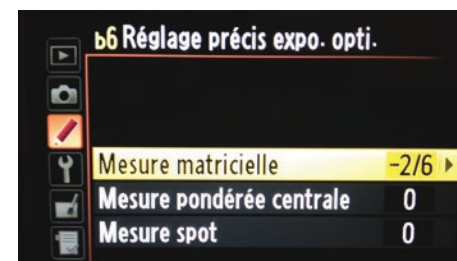 b6 Réglage précis expo. opti.
Mesure matricielle -2/6
Mesure pondérée centrale 0
Mesure spot 0